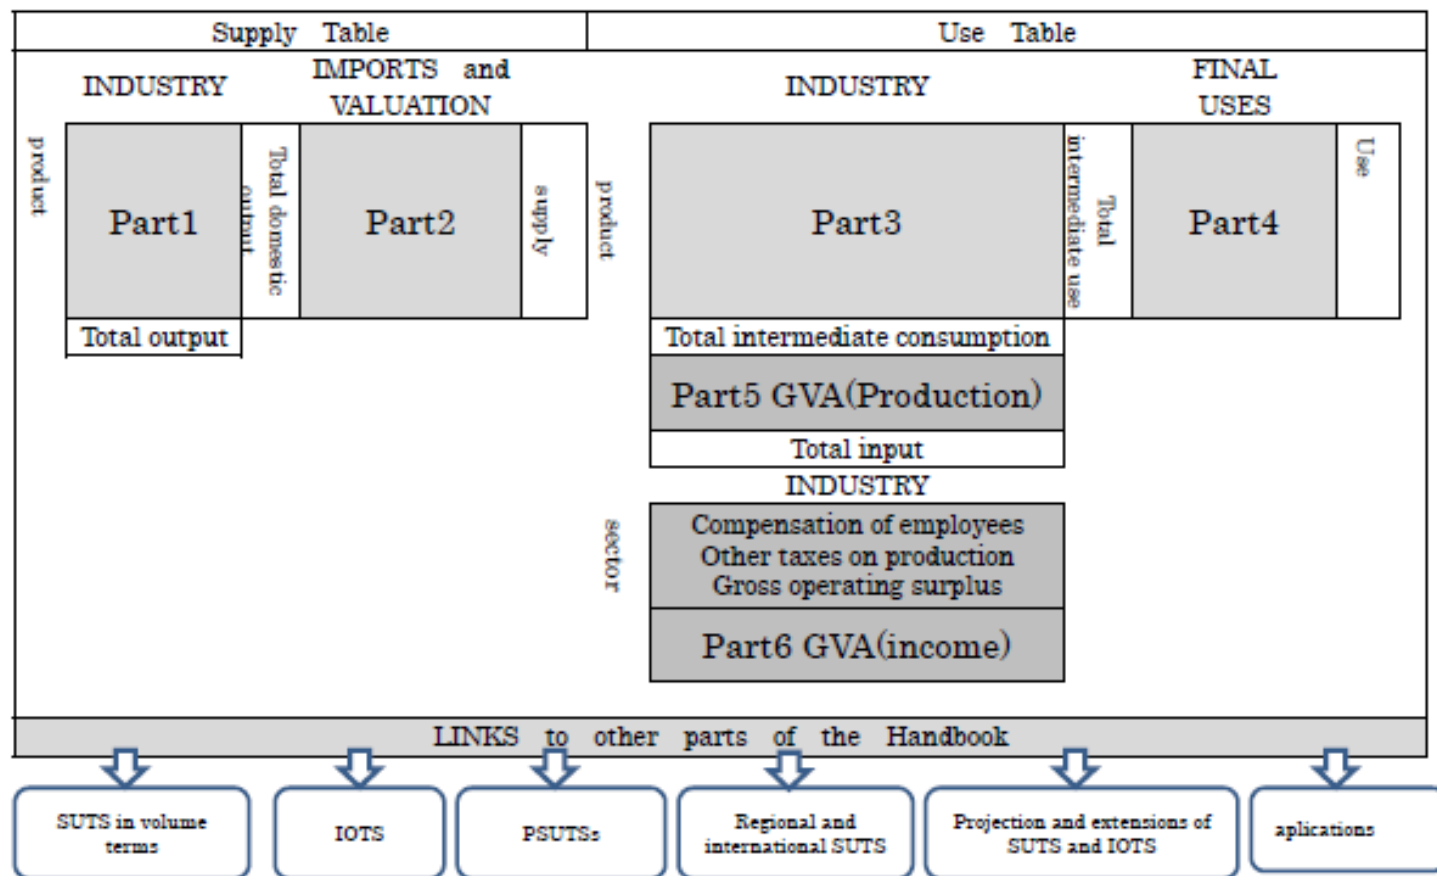 Supply Table
Use Table
INDUSTRY
IMPORTS and
VALUATION
INDUSTRY
FINAL
USES
product
Part1
Total domestic
output
Part2
supply
product
Part3
Total
intermediate use
Part4
Use
Total output
Total intermediate consumption
Part5 GVA(Production)
Total input
INDUSTRY
sector
Compensation of employees
Other taxes on production
Gross operating surplus
Part6 GVA(income)
LINKS to other parts of the Handbook
SUTS in volume
terms
IOTS
PSUTSs
Regional and
international SUTS
Projection and extensions of
SUTS and IOTS
aplications